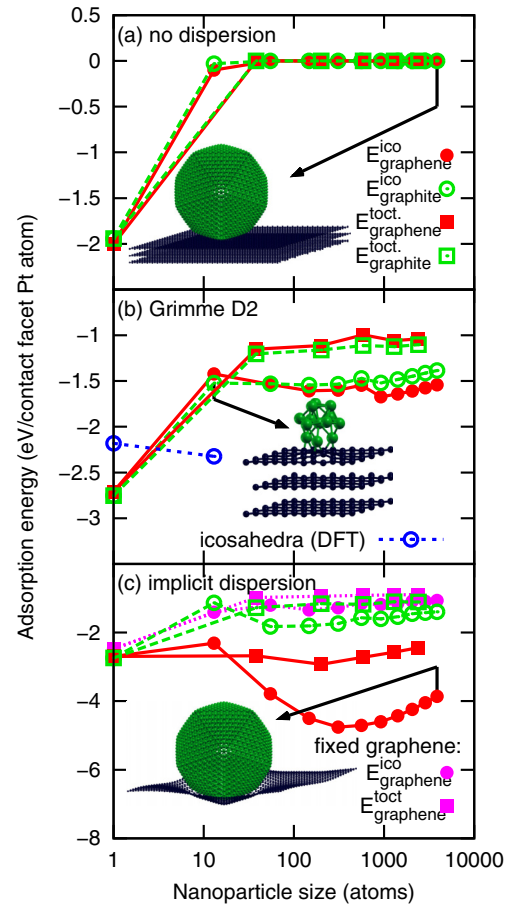 Adsorption energy (eV/contact facet Pt atom)
(a) no dispersion
0
−0.5
−1
−1.5
−2
E^ico_graphene
E^ico_graphite
E^toct._graphene
E^toct._graphite
(b) Grimme D2
−1
−1.5
−2
−2.5
−3
icosahedra (DFT)
(c) implicit dispersion
−2
−4
−6
−8
fixed graphene:
E^ico_graphene
E^toct_graphene
1 10 100 1000 10000
Nanoparticle size (atoms)